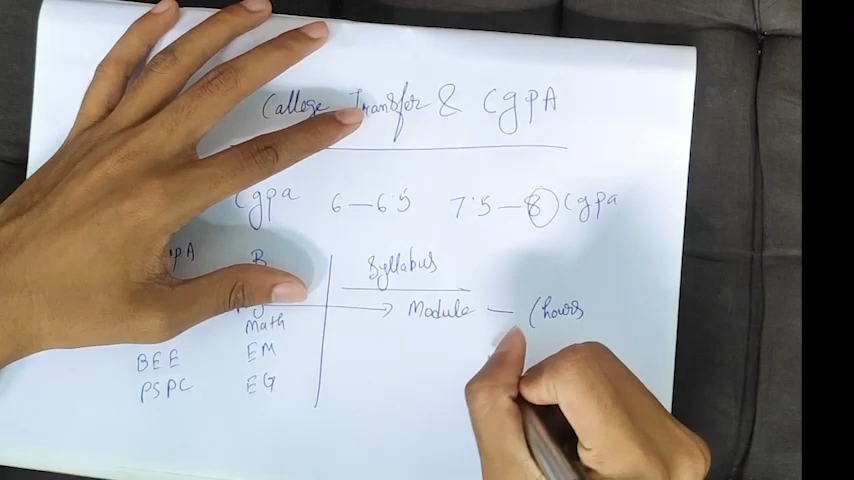 College Transfer & CgpA
Cgpa 6 — 6.5 7.5 — 8 Cgpa
B
Syllabus
Module — (hours
Math
BEE EM
PSPC EG